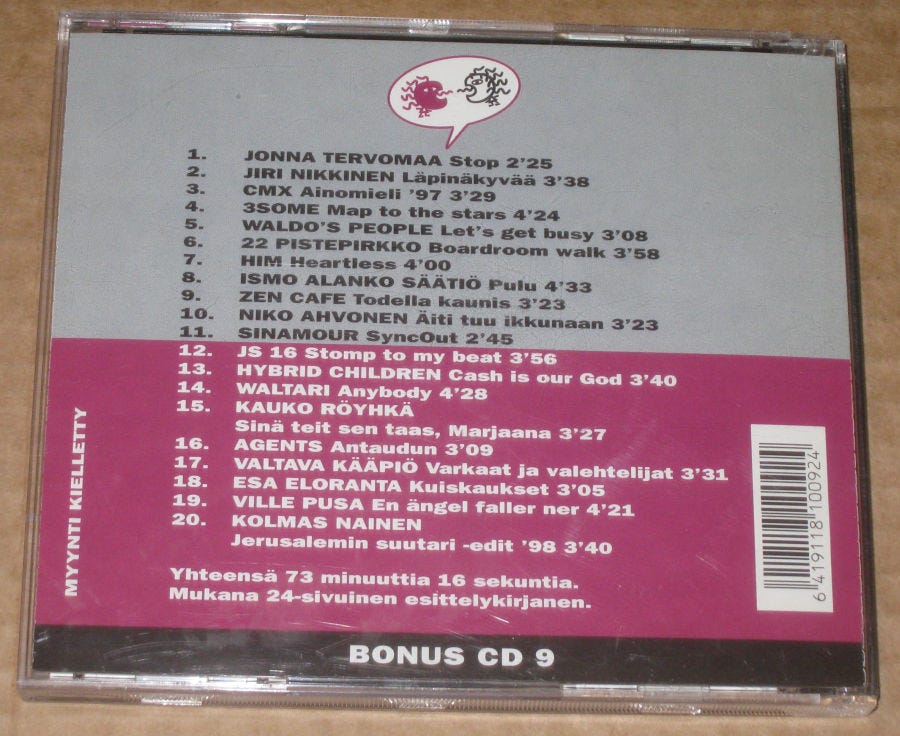 1. JONNA TERVOMAA Stop 2'25
2. JIRI NIKKINEN Läpinäkyvää 3'38
3. CMX Ainomieli '97 3'29
4. 3SOME Map to the stars 4'24
5. WALDO'S PEOPLE Let's get busy 3'08
6. 22 PISTEPIRKKO Boardroom walk 3'58
7. HIM Heartless 4'00
8. ISMO ALANKO SÄÄTIÖ Pulu 4'33
9. ZEN CAFE Todella kaunis 3'23
10. NIKO AHVONEN Äiti tuu ikkunaan 3'23
11. SINAMOUR SyncOut 2'45
12. JS 16 Stomp to my beat 3'56
13. HYBRID CHILDREN Cash is our God 3'40
14. WALTARI Anybody 4'28
15. KAUKO RÖYHKÄ
Sinä teit sen taas, Marjaana 3'27
16. AGENTS Antaudun 3'09
17. VALTAVA KÄÄPIÖ Varkaat ja valehtelijat 3'31
18. ESA ELORANTA Kuiskaukset 3'05
19. VILLE PUSA En ängel faller ner 4'21
20. KOLMAS NAINEN
Jerusalemin suutari -edit '98 3'40
Yhteensä 73 minuuttia 16 sekuntia.
Mukana 24-sivuinen esittelykirjanen.
MYYNTI KIELLETTY
6 419118 100924
BONUS CD 9